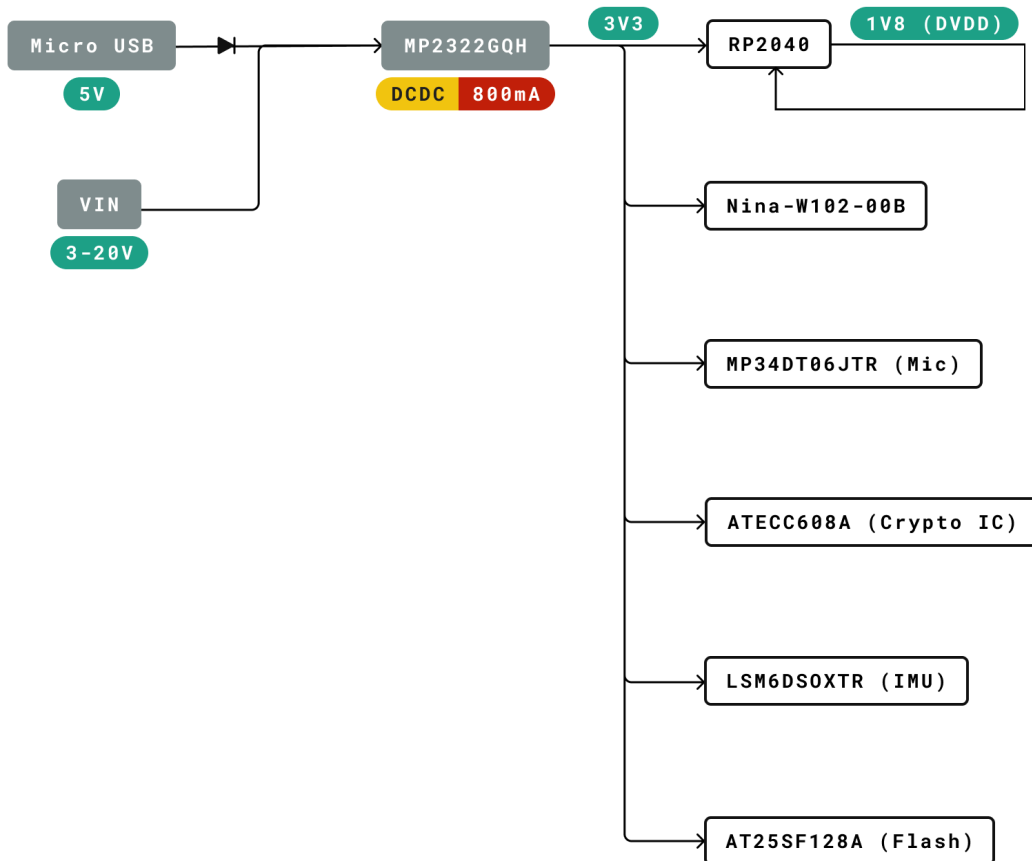 Micro USB
5V
VIN
3-20V
MP2322GQH
DCDC 800mA
3V3
RP2040
1V8 (DVDD)
Nina-W102-00B
MP34DT06JTR (Mic)
ATECC608A (Crypto IC)
LSM6DSOXTR (IMU)
AT25SF128A (Flash)